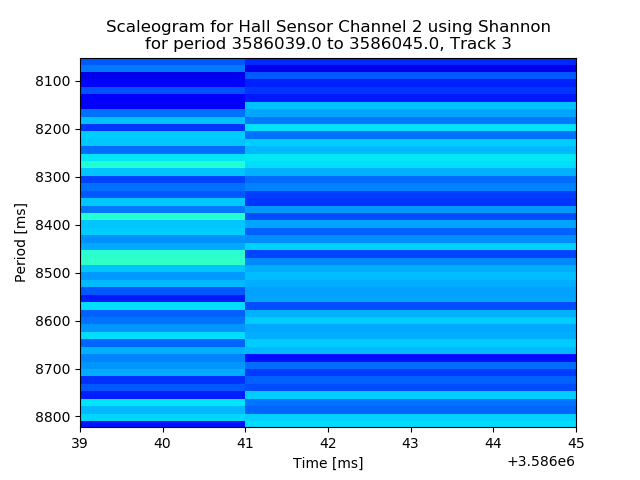 Scaleogram for Hall Sensor Channel 2 using Shannon
for period 3586039.0 to 3586045.0, Track 3
Period [ms]
8100
8200
8300
8400
8500
8600
8700
8800
39 40 41 42 43 44 45
Time [ms]
+3.586e6